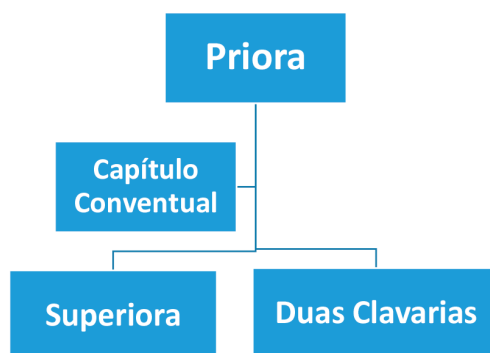 Priora
Capítulo
Conventual
Superiora
Duas Clavarias